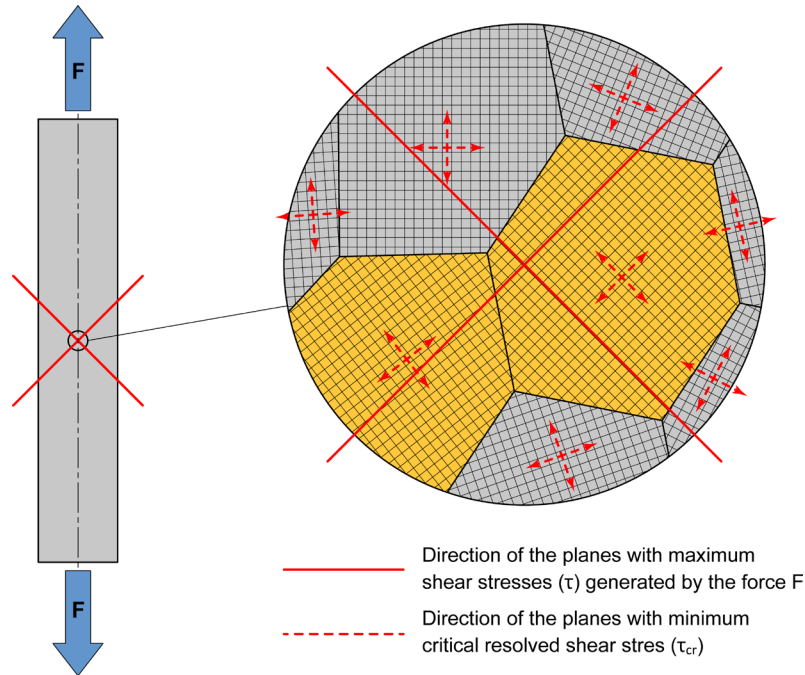 F
F
Direction of the planes with maximum
shear stresses (τ) generated by the force F
Direction of the planes with minimum
critical resolved shear stres (τcr)